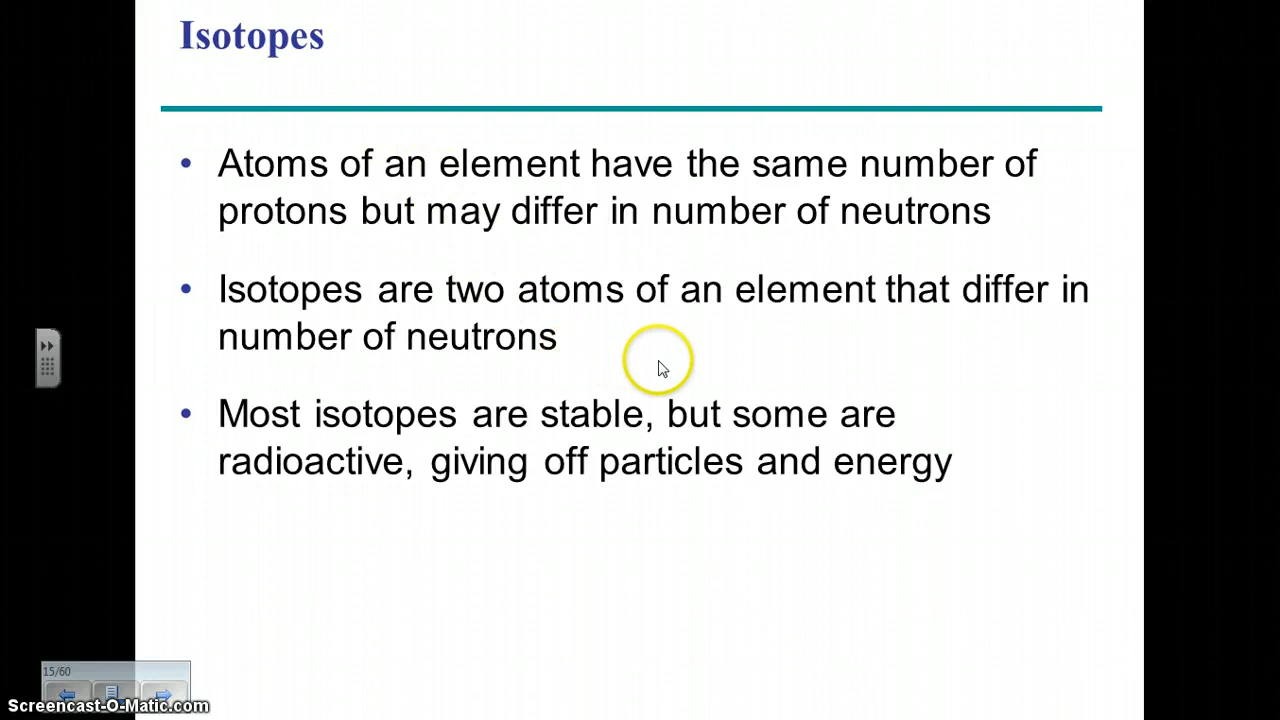 Isotopes
• Atoms of an element have the same number of
protons but may differ in number of neutrons
• Isotopes are two atoms of an element that differ in
number of neutrons
• Most isotopes are stable, but some are
radioactive, giving off particles and energy
15/60
Screencast-O-Matic.com